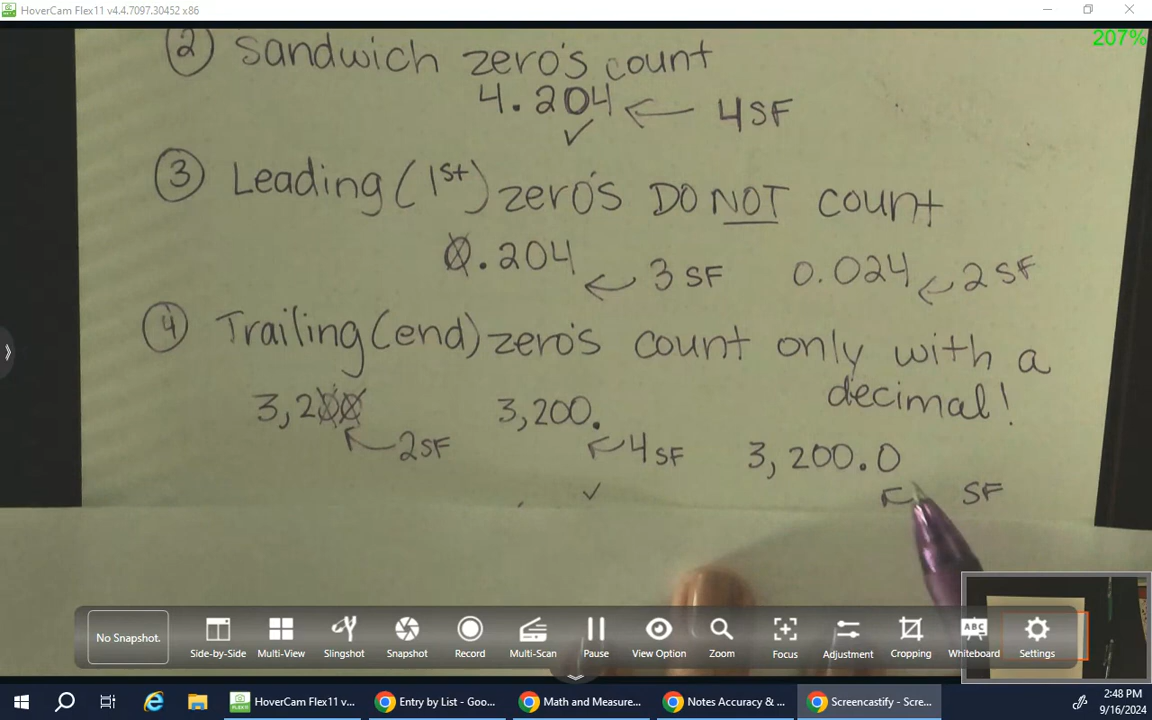 HoverCam Flex11 v4.4.7097.30452 x86
207%
② Sandwich zero's count
4.204 ← 4 SF
✓
③ Leading (1st) zero's DO NOT count
0.204 ← 3 SF 0.024 ← 2 SF
④ Trailing (end) zero's count only with a
decimal!
3,200 3,200.
← 2SF ← 4 SF 3,200.0
✓ ← SF
No Snapshot.
Side-by-Side Multi-View Slingshot Snapshot Record Multi-Scan Pause View Option Zoom Focus Adjustment Cropping ABC Whiteboard Settings
HoverCam Flex11 v... Entry by List - Goo... Math and Measure... Notes Accuracy & ... Screencastify - Scre... 2:48 PM
9/16/2024